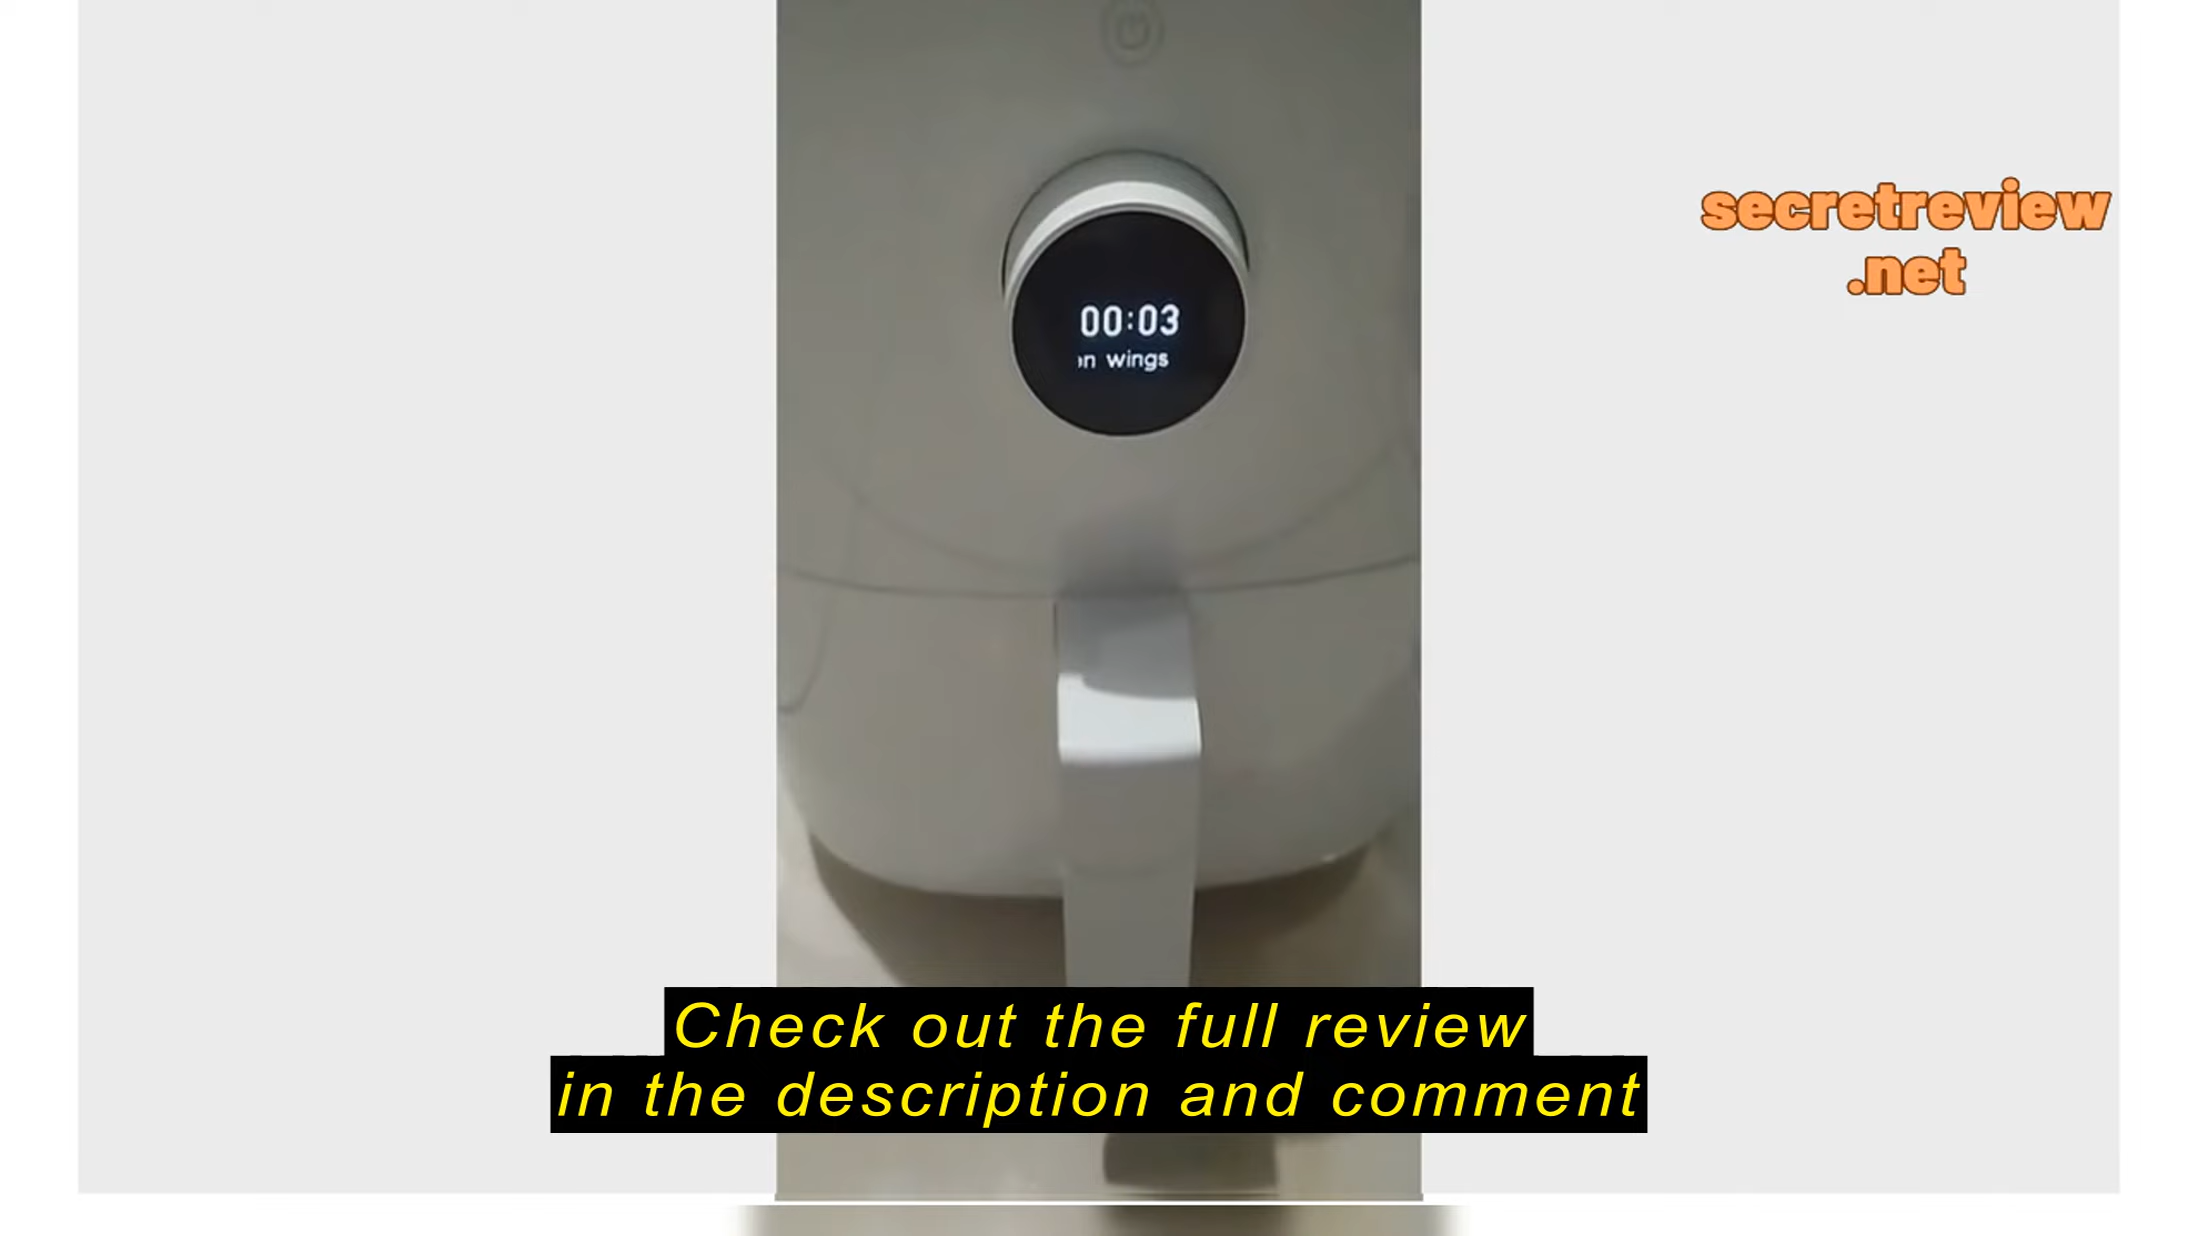 secretreview
.net
00:03
wings
Check out the full review
in the description and comment